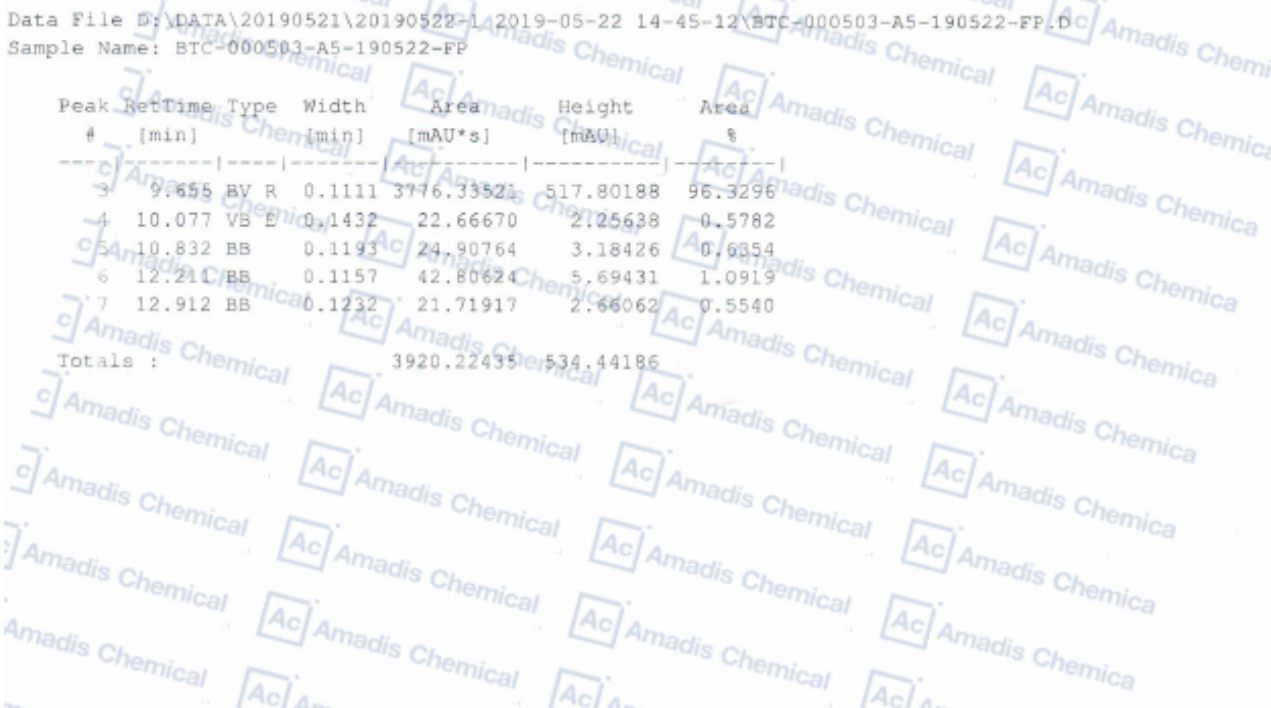 Data File D:\DATA\20190521\20190522-1 2019-05-22 14-45-12\BTC-000503-A5-190522-FP.D
Sample Name: BTC-000503-A5-190522-FP
Peak RetTime Type Width Area Height Area
# [min] [min] [mAU*s] [mAU] %
----|-------|----|-------|----------|----------|--------|
3 9.655 BV R 0.1111 3776.33521 517.80188 96.3296
4 10.077 VB E 0.1432 22.66670 2.25638 0.5782
5 10.832 BB 0.1193 24.90764 3.18426 0.6354
6 12.211 BB 0.1157 42.80624 5.69431 1.0919
7 12.912 BB 0.1232 21.71917 2.66062 0.5540
Totals : 3920.22435 534.44186
Ac Amadis Chemical